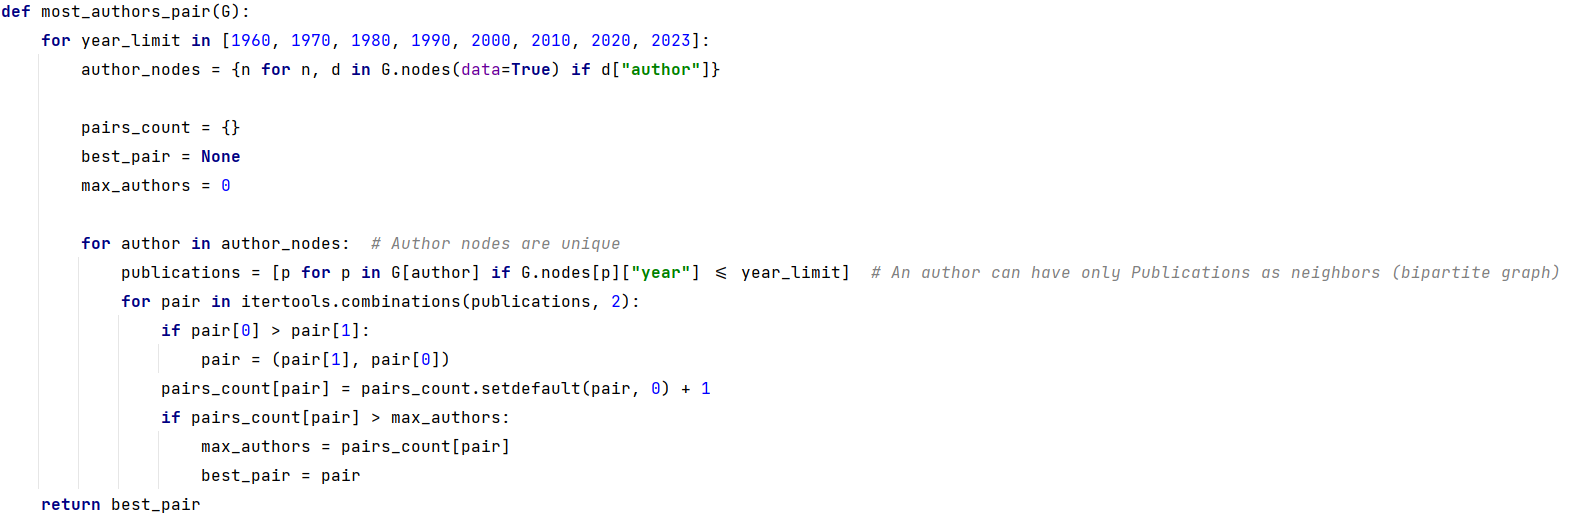 def most_authors_pair(G):
    for year_limit in [1960, 1970, 1980, 1990, 2000, 2010, 2020, 2023]:
        author_nodes = {n for n, d in G.nodes(data=True) if d["author"]}

        pairs_count = {}
        best_pair = None
        max_authors = 0

        for author in author_nodes:  # Author nodes are unique
            publications = [p for p in G[author] if G.nodes[p]["year"] ⩽ year_limit]  # An author can have only Publications as neighbors (bipartite graph)
            for pair in itertools.combinations(publications, 2):
                if pair[0] > pair[1]:
                    pair = (pair[1], pair[0])
                pairs_count[pair] = pairs_count.setdefault(pair, 0) + 1
                if pairs_count[pair] > max_authors:
                    max_authors = pairs_count[pair]
                    best_pair = pair
    return best_pair